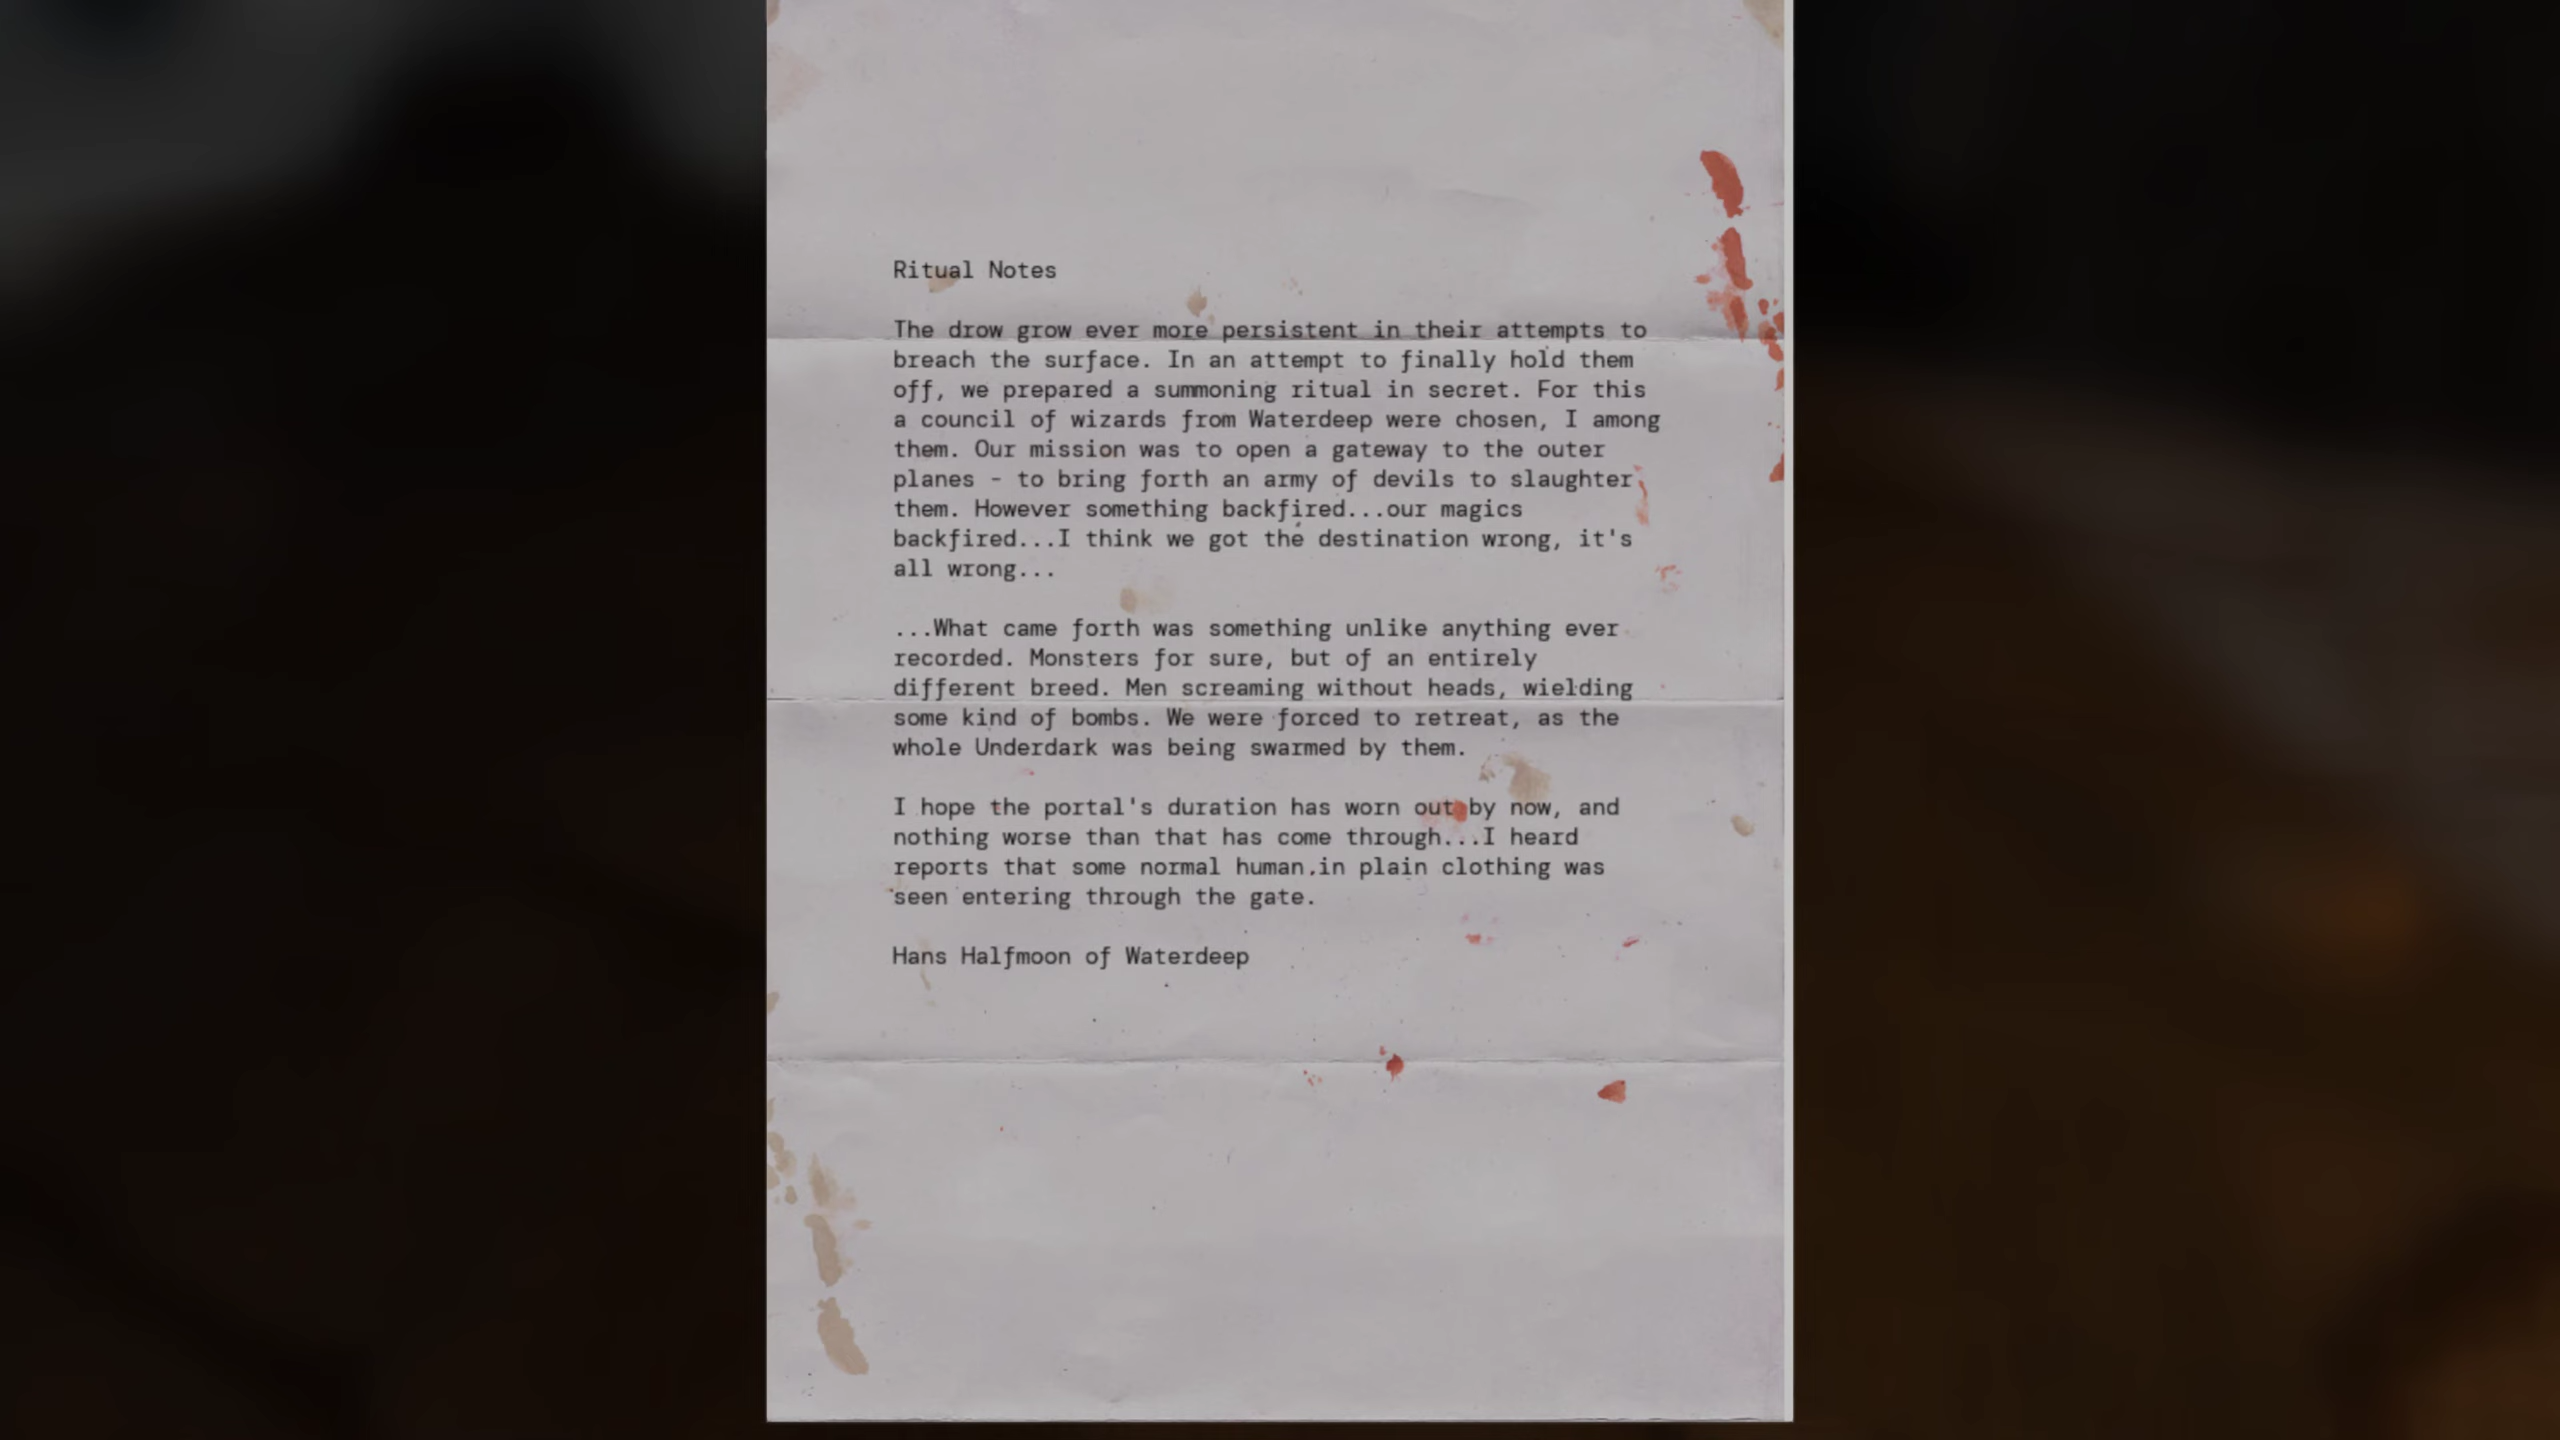 Ritual Notes
The drow grow ever more persistent in their attempts to
breach the surface. In an attempt to finally hold them
off, we prepared a summoning ritual in secret. For this
a council of wizards from Waterdeep were chosen, I among
them. Our mission was to open a gateway to the outer
planes - to bring forth an army of devils to slaughter
them. However something backfired...our magics
backfired...I think we got the destination wrong, it's
all wrong...
...What came forth was something unlike anything ever
recorded. Monsters for sure, but of an entirely
different breed. Men screaming without heads, wielding
some kind of bombs. We were forced to retreat, as the
whole Underdark was being swarmed by them.
I hope the portal's duration has worn out by now, and
nothing worse than that has come through...I heard
reports that some normal human in plain clothing was
seen entering through the gate.
Hans Halfmoon of Waterdeep